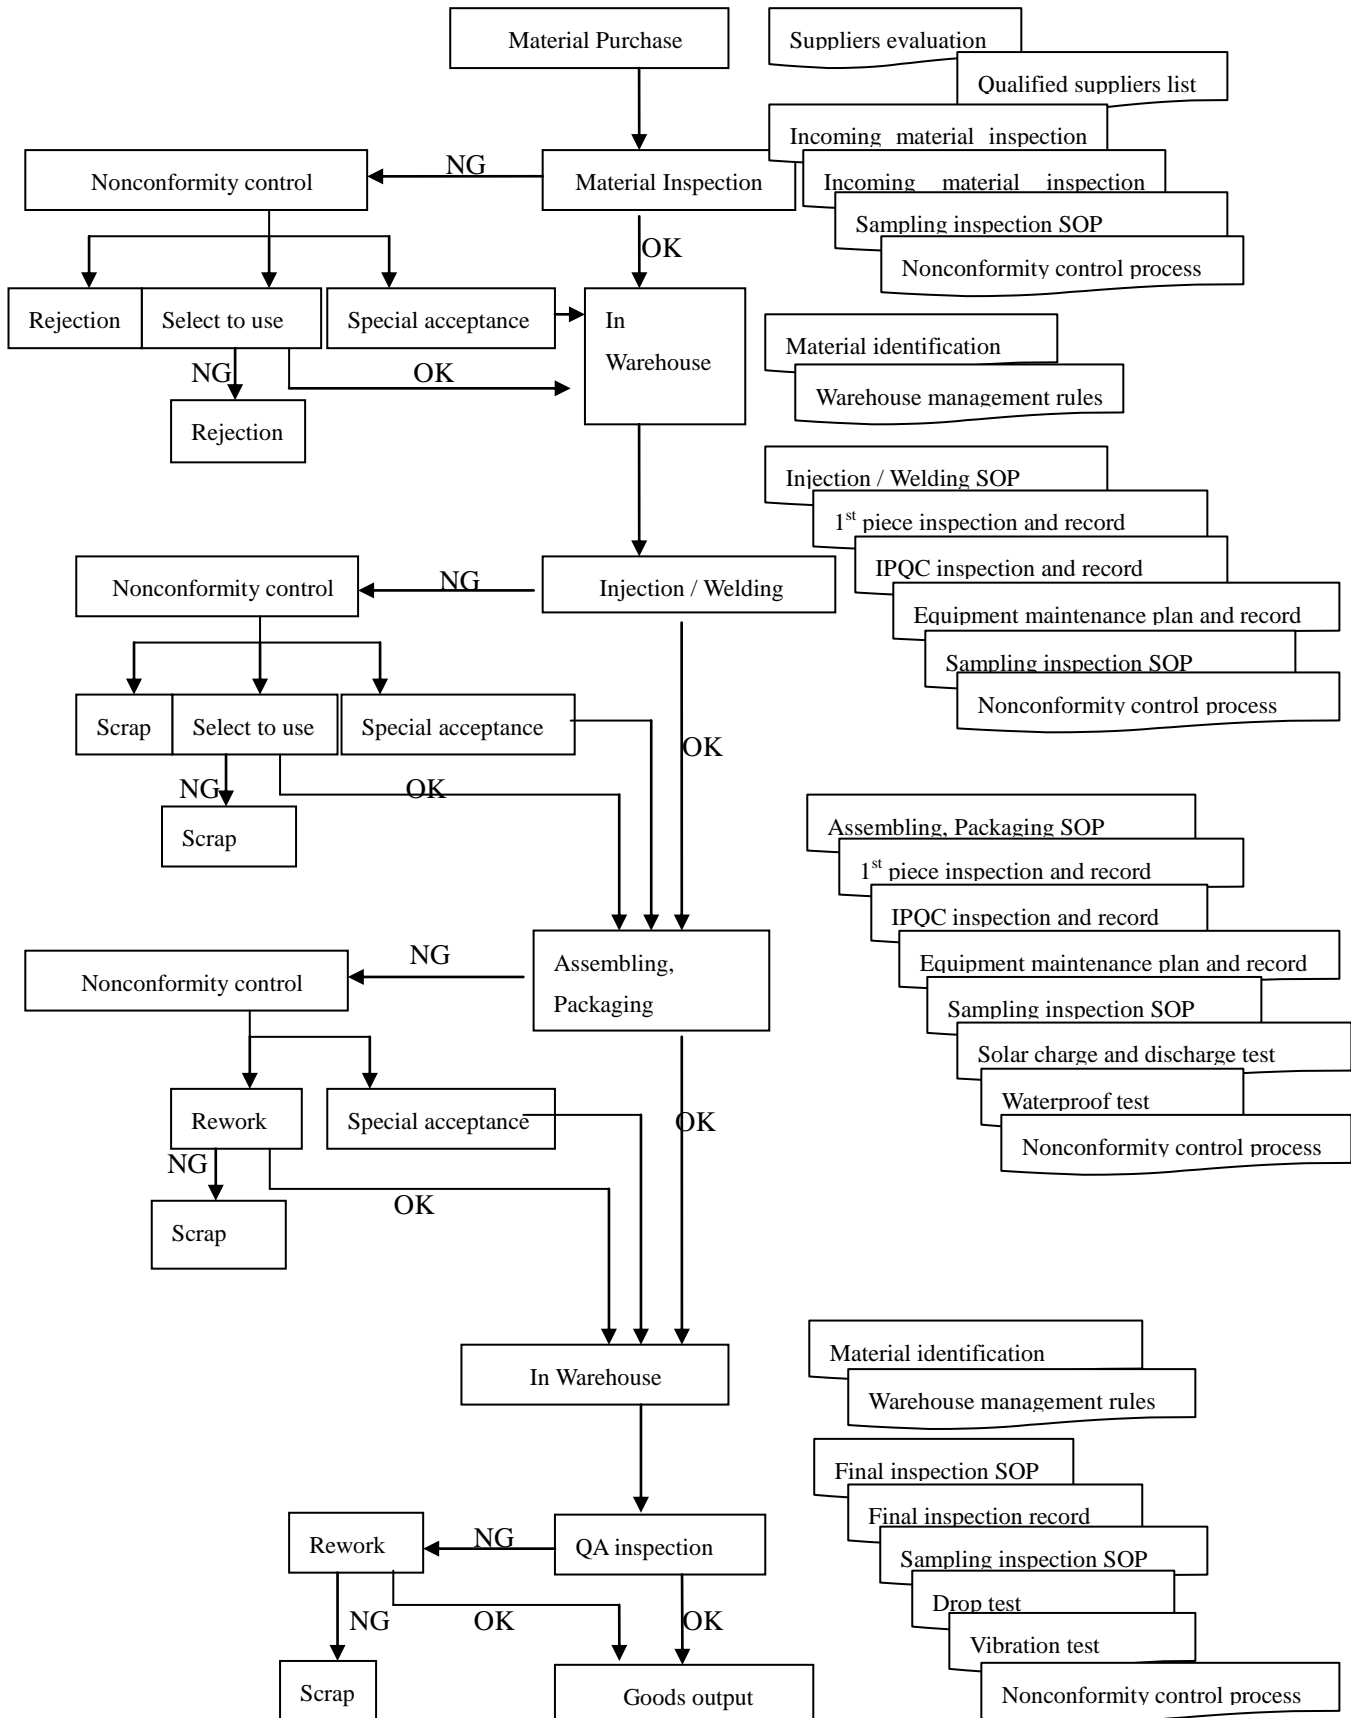 Material Purchase
Suppliers evaluation
Qualified suppliers list
Incoming material inspection
Incoming material inspection
Sampling inspection SOP
Nonconformity control process
Nonconformity control
NG
Material Inspection
OK
Rejection
Select to use
Special acceptance
In
Warehouse
NG
OK
Rejection
Material identification
Warehouse management rules
Injection / Welding SOP
1st piece inspection and record
IPQC inspection and record
Equipment maintenance plan and record
Sampling inspection SOP
Nonconformity control process
Nonconformity control
NG
Injection / Welding
Scrap
Select to use
Special acceptance
OK
NG
OK
Scrap
Assembling, Packaging SOP
1st piece inspection and record
IPQC inspection and record
Equipment maintenance plan and record
Sampling inspection SOP
Solar charge and discharge test
Waterproof test
Nonconformity control process
Nonconformity control
NG
Assembling,
Packaging
Rework
Special acceptance
OK
NG
OK
Scrap
In Warehouse
Material identification
Warehouse management rules
Final inspection SOP
Final inspection record
Sampling inspection SOP
Drop test
Vibration test
Nonconformity control process
Rework
NG
QA inspection
NG
OK
OK
Scrap
Goods output